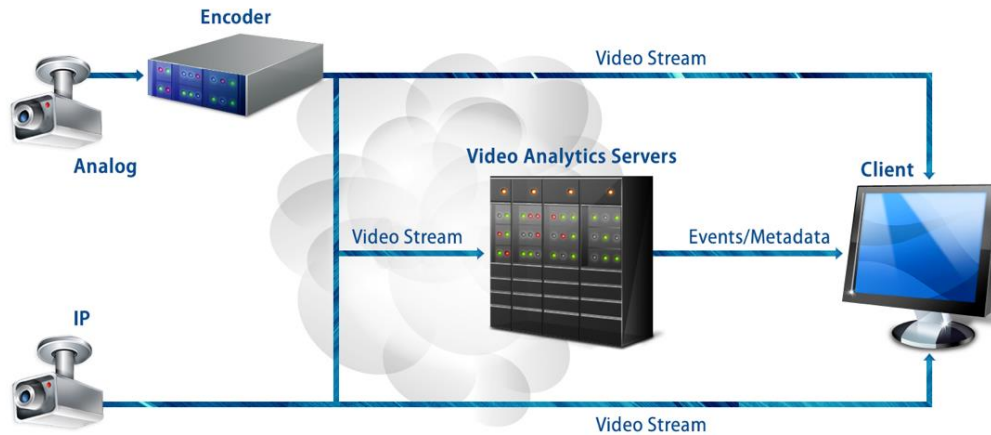 Encoder
Video Stream
Analog
Video Analytics Servers
Client
Video Stream
Events/Metadata
IP
Video Stream